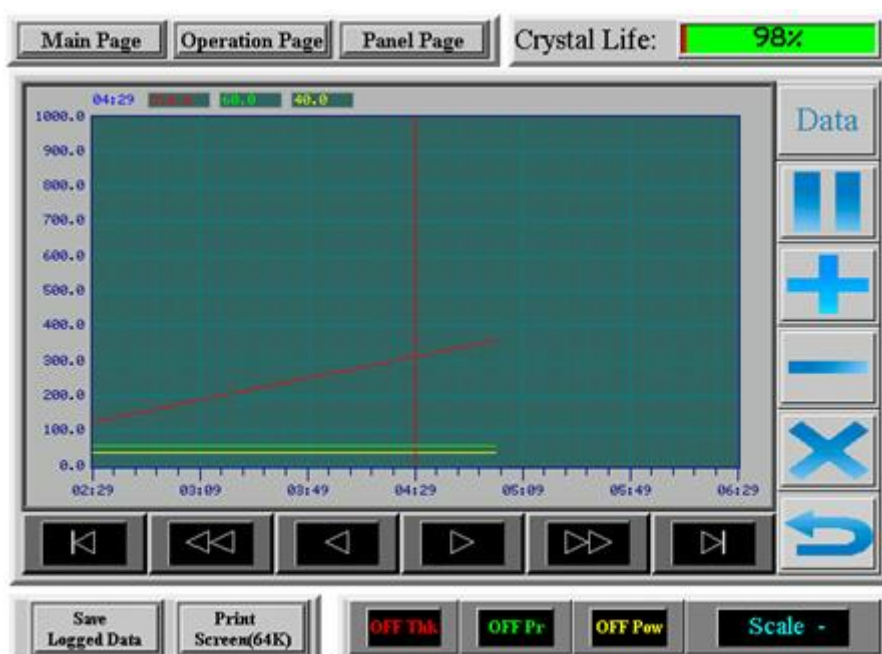 Main Page Operation Page Panel Page Crystal Life: 98%
04:29 60.0 40.0
Data
1000.0
900.0
800.0
700.0
600.0
500.0
400.0
300.0
200.0
100.0
0.0
02:29 03:09 03:49 04:29 05:09 05:49 06:29
Save
Logged Data
Print
Screen(64K)
OFF Thk OFF Pr OFF Pow Scale -